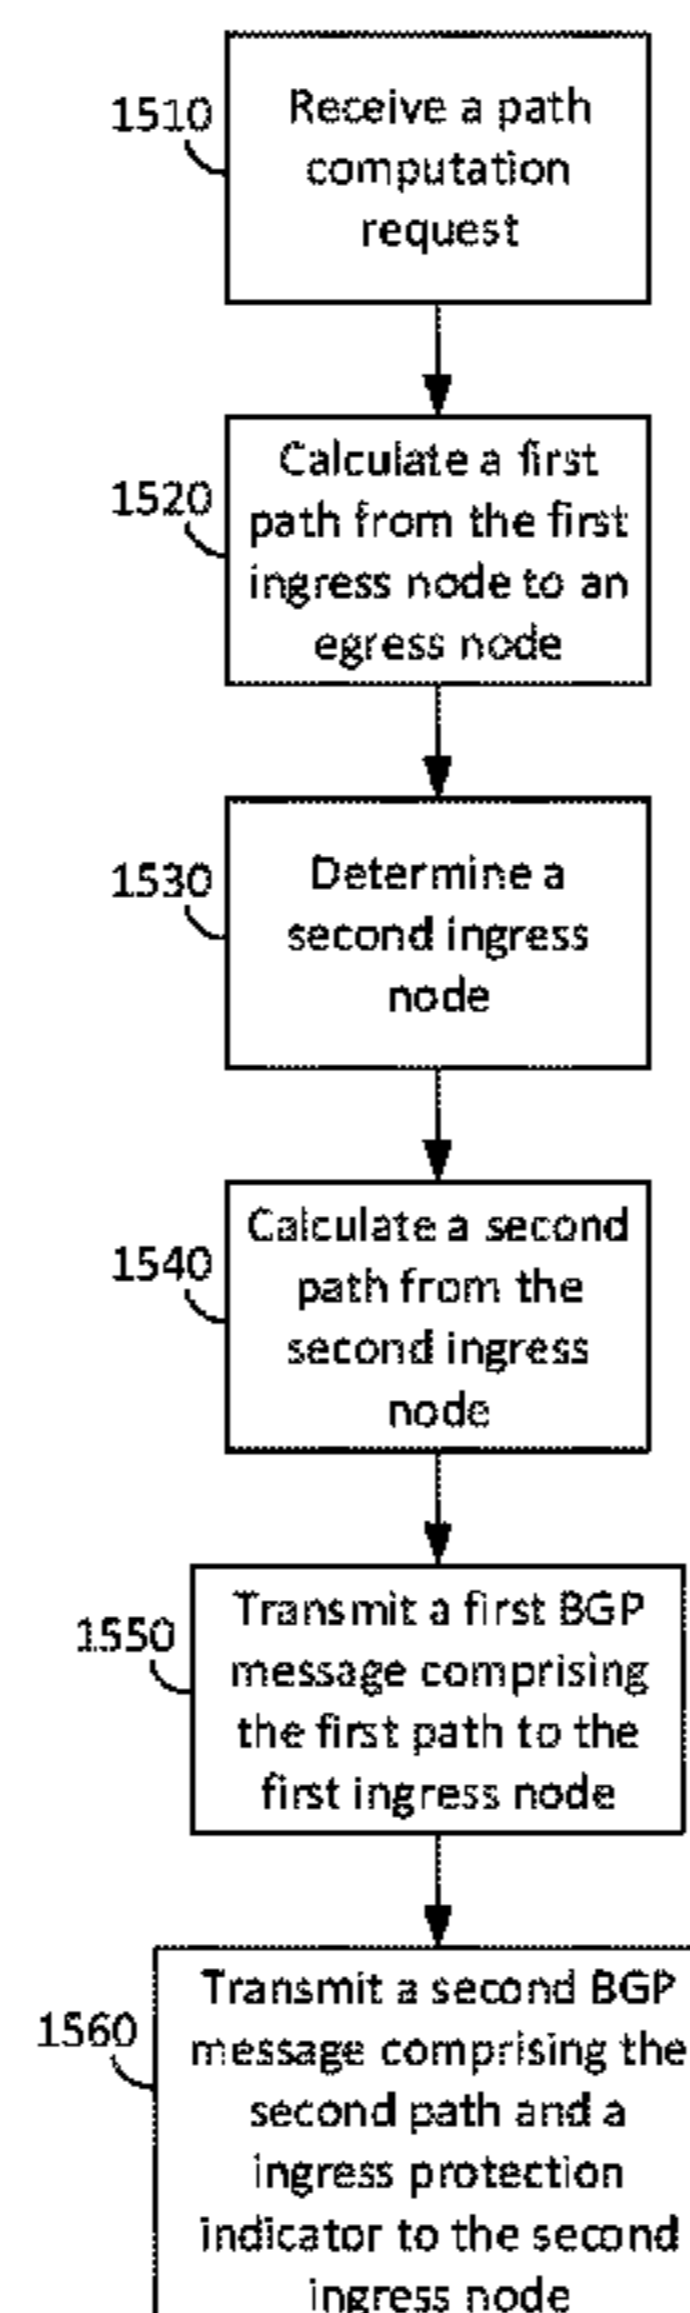 1510
Receive a path
computation
request
1520
Calculate a first
path from the first
ingress node to an
egress node
1530
Determine a
second ingress
node
1540
Calculate a second
path from the
second ingress
node
1550
Transmit a first BGP
message comprising
the first path to the
first ingress node
1560
Transmit a second BGP
message comprising the
second path and a
ingress protection
indicator to the second
ingress node